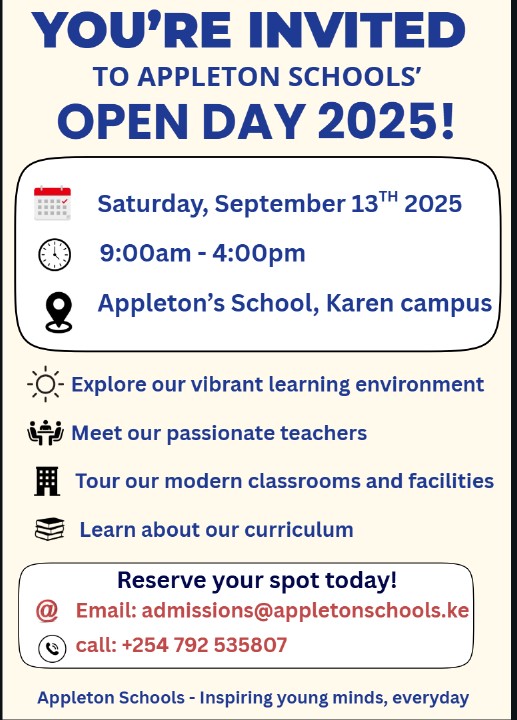 YOU'RE INVITED
TO APPLETON SCHOOLS'
OPEN DAY 2025!
Saturday, September 13TH 2025
9:00am - 4:00pm
Appleton's School, Karen campus
Explore our vibrant learning environment
Meet our passionate teachers
Tour our modern classrooms and facilities
Learn about our curriculum
Reserve your spot today!
@ Email: admissions@appletonschools.ke
call: +254 792 535807
Appleton Schools - Inspiring young minds, everyday